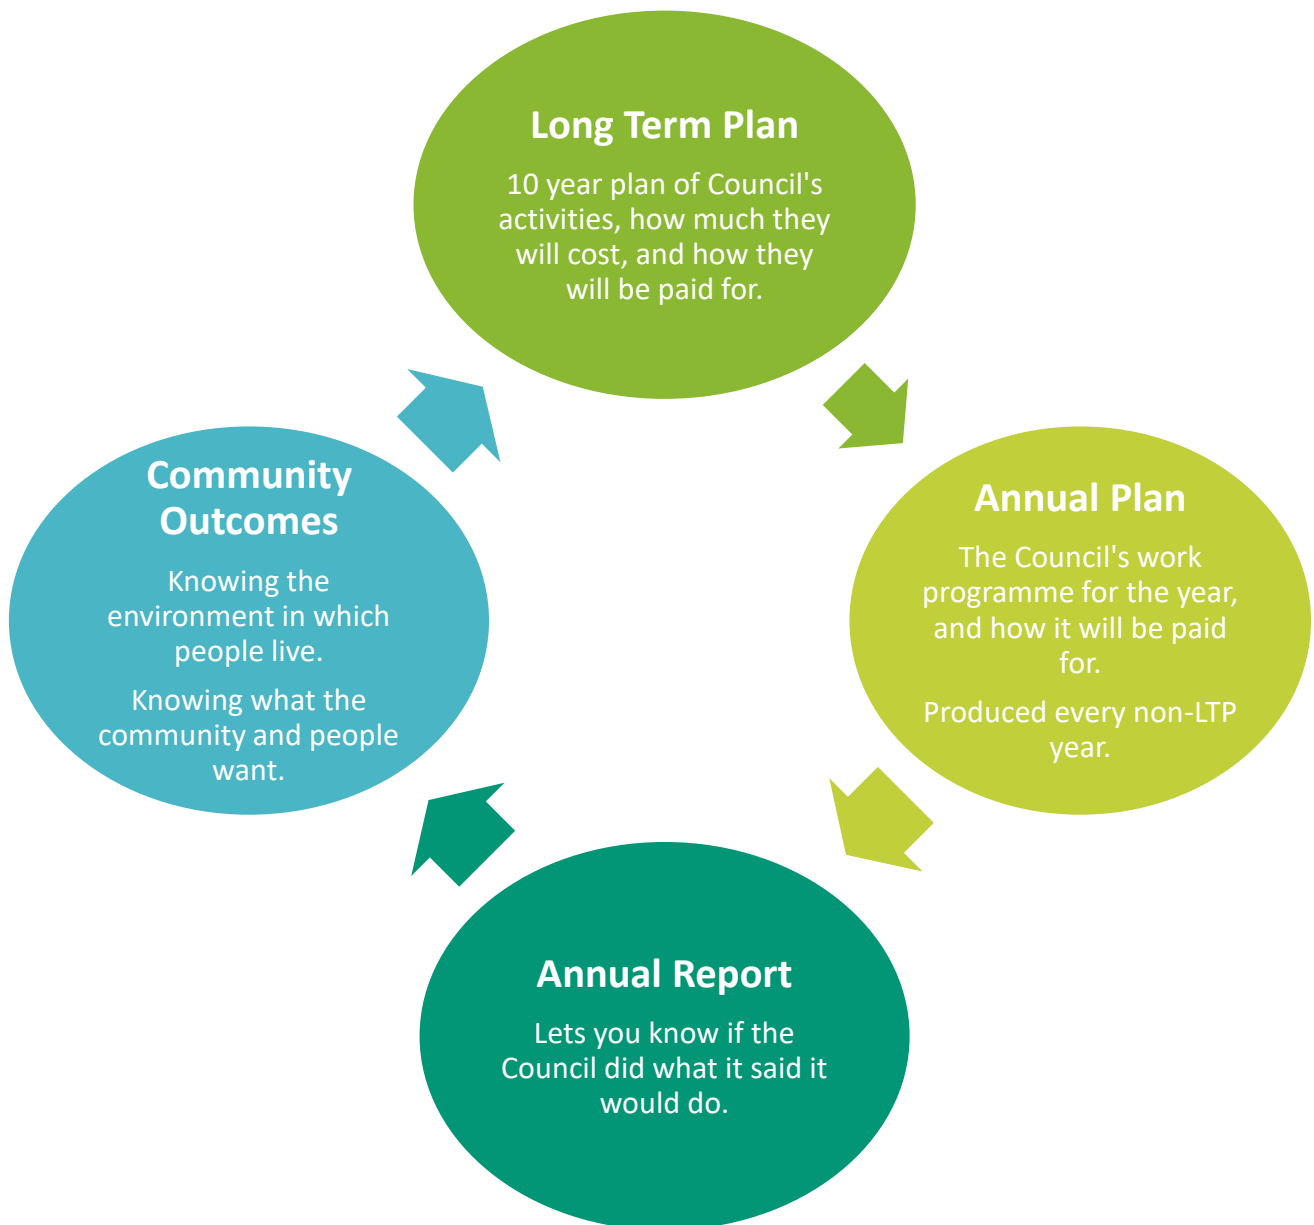 Long Term Plan
10 year plan of Council's
activities, how much they
will cost, and how they
will be paid for.
Annual Plan
The Council's work
programme for the year,
and how it will be paid
for.
Produced every non-LTP
year.
Annual Report
Lets you know if the
Council did what it said it
would do.
Community
Outcomes
Knowing the
environment in which
people live.
Knowing what the
community and people
want.